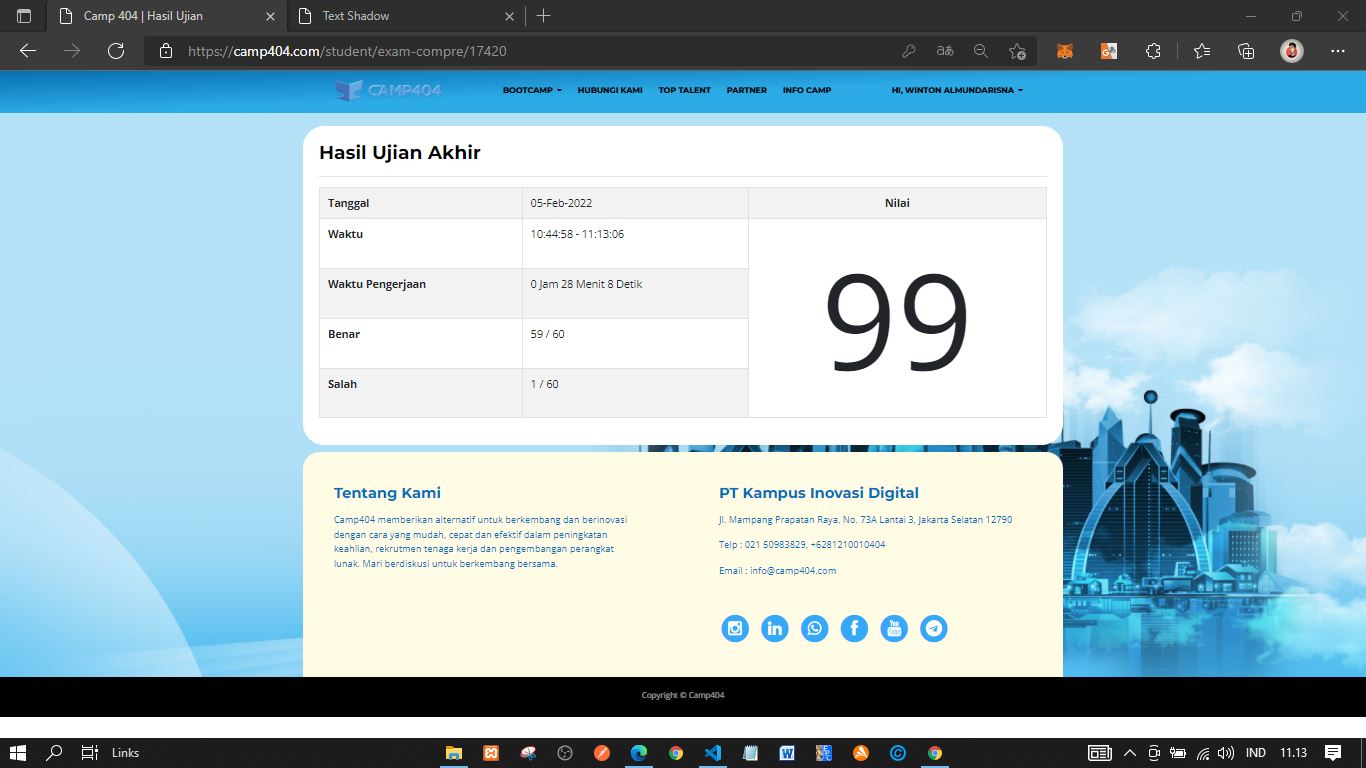 Camp 404 | Hasil Ujian
Text Shadow
https://camp404.com/student/exam-compre/17420
CAMP404
BOOTCAMP
HUBUNGI KAMI
TOP TALENT
PARTNER
INFO CAMP
HI, WINTON ALMUNDARISNA
Hasil Ujian Akhir
Tanggal 05-Feb-2022 Nilai
Waktu 10:44:58 - 11:13:06
99
Waktu Pengerjaan 0 Jam 28 Menit 8 Detik
Benar 59 / 60
Salah 1 / 60
Tentang Kami
Camp404 memberikan alternatif untuk berkembang dan berinovasi
dengan cara yang mudah, cepat dan efektif dalam peningkatan
keahlian, rekrutmen tenaga kerja dan pengembangan perangkat
lunak. Mari berdiskusi untuk berkembang bersama.
PT Kampus Inovasi Digital
Jl. Mampang Prapatan Raya, No. 73A Lantai 3, Jakarta Selatan 12790
Telp : 021 50983829, +6281210010404
Email : info@camp404.com
Copyright © Camp404
Links
IND
11.13